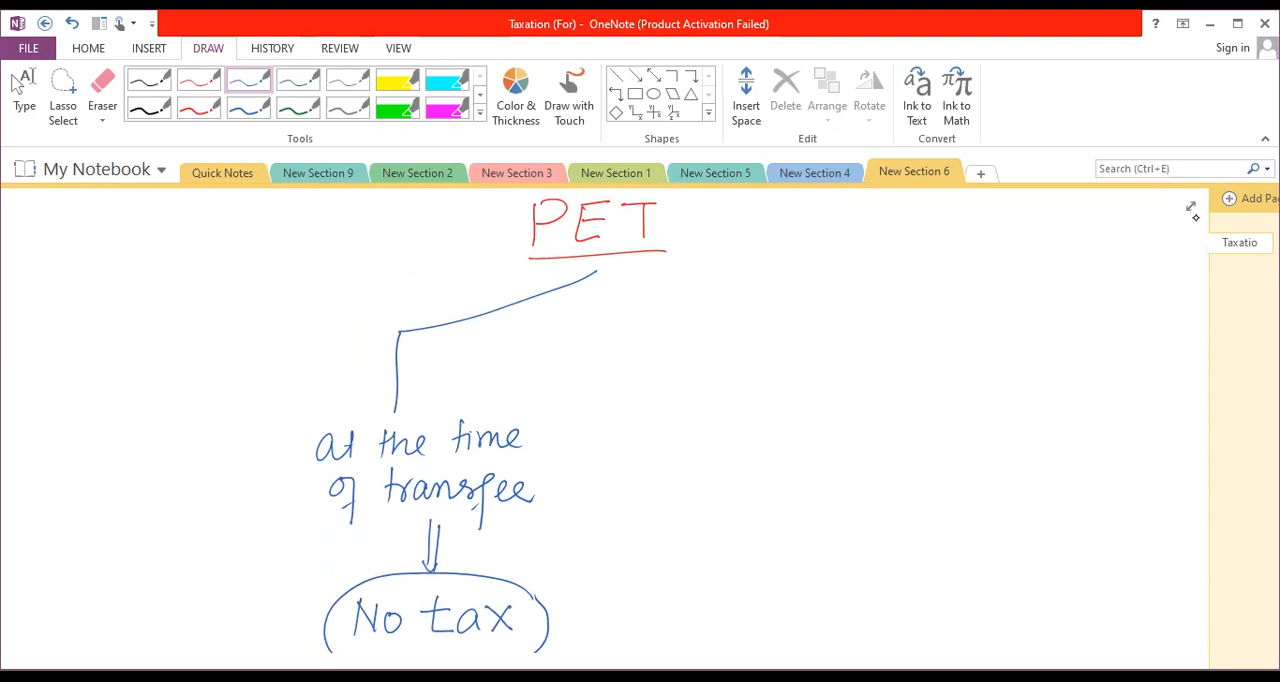 Taxation (For) - OneNote (Product Activation Failed)
?
FILE HOME INSERT DRAW HISTORY REVIEW VIEW
Sign in
Type Lasso Select Eraser
Color & Thickness Draw with Touch
Insert Space Delete Arrange Rotate
Ink to Text Ink to Math
Tools Shapes Edit Convert
My Notebook Quick Notes New Section 9 New Section 2 New Section 3 New Section 1 New Section 5 New Section 4 New Section 6
Search (Ctrl+E)
Add Pa
Taxatio
PET
at the time
of transfer
No tax